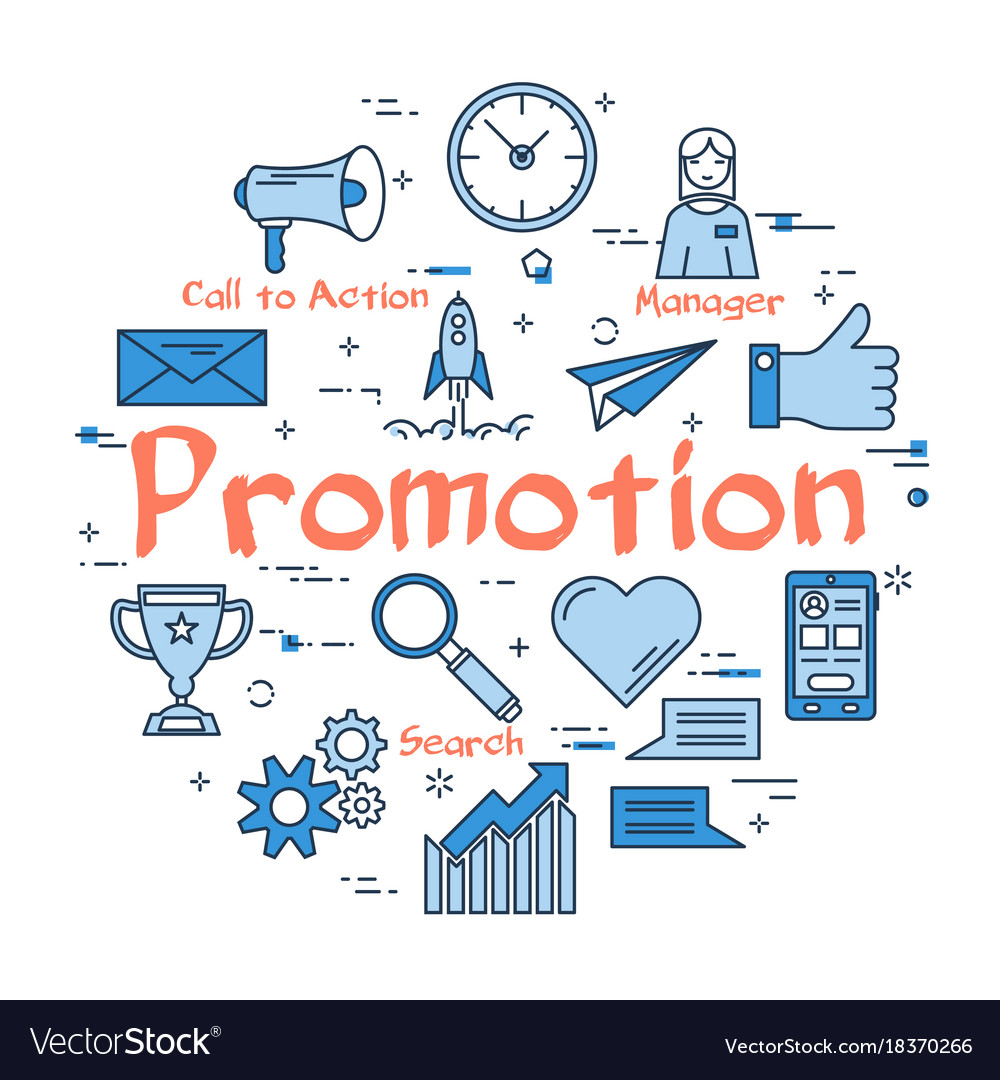 Call to Action
Manager
Promotion
Search
VectorStock®
VectorStock.com/18370266